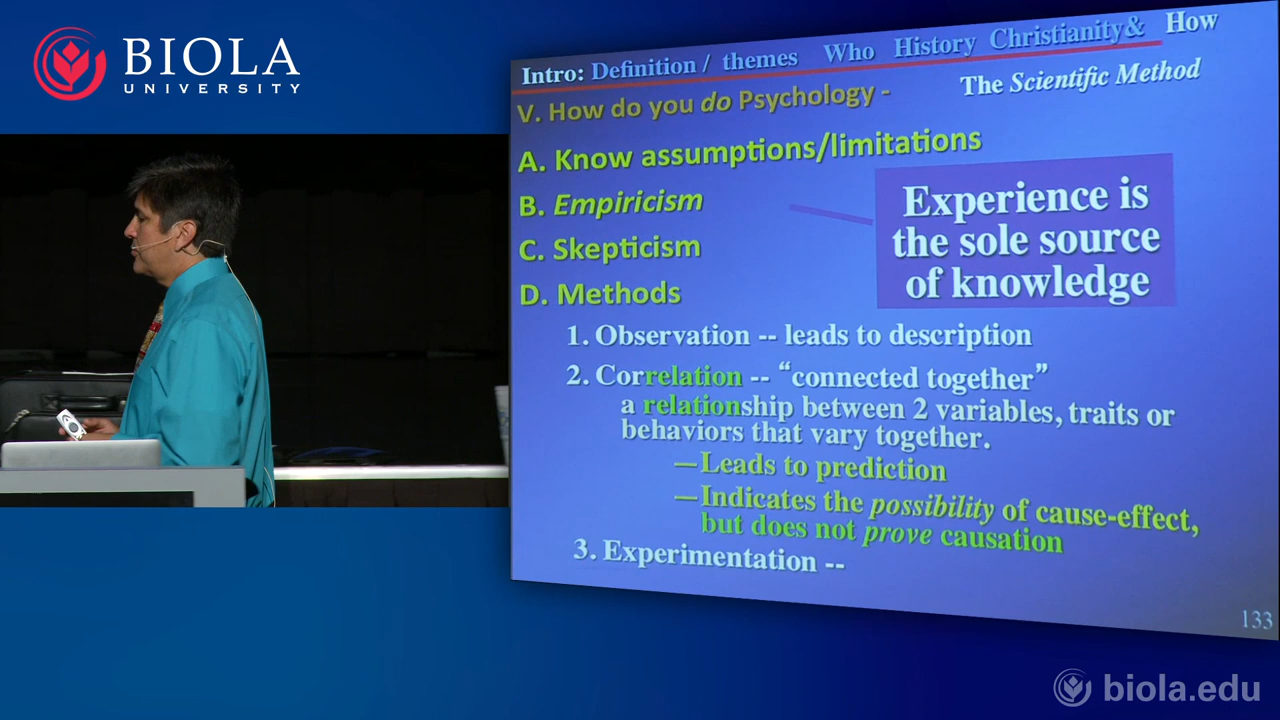 BIOLA
UNIVERSITY
Intro: Definition / themes Who History Christianity& How
The Scientific Method
V. How do you do Psychology -
A. Know assumptions/limitations
B. Empiricism
C. Skepticism
D. Methods
Experience is
the sole source
of knowledge
1. Observation -- leads to description
2. Correlation -- “connected together”
a relationship between 2 variables, traits or
behaviors that vary together.
—Leads to prediction
—Indicates the possibility of cause-effect,
but does not prove causation
3. Experimentation --
133
biola.edu